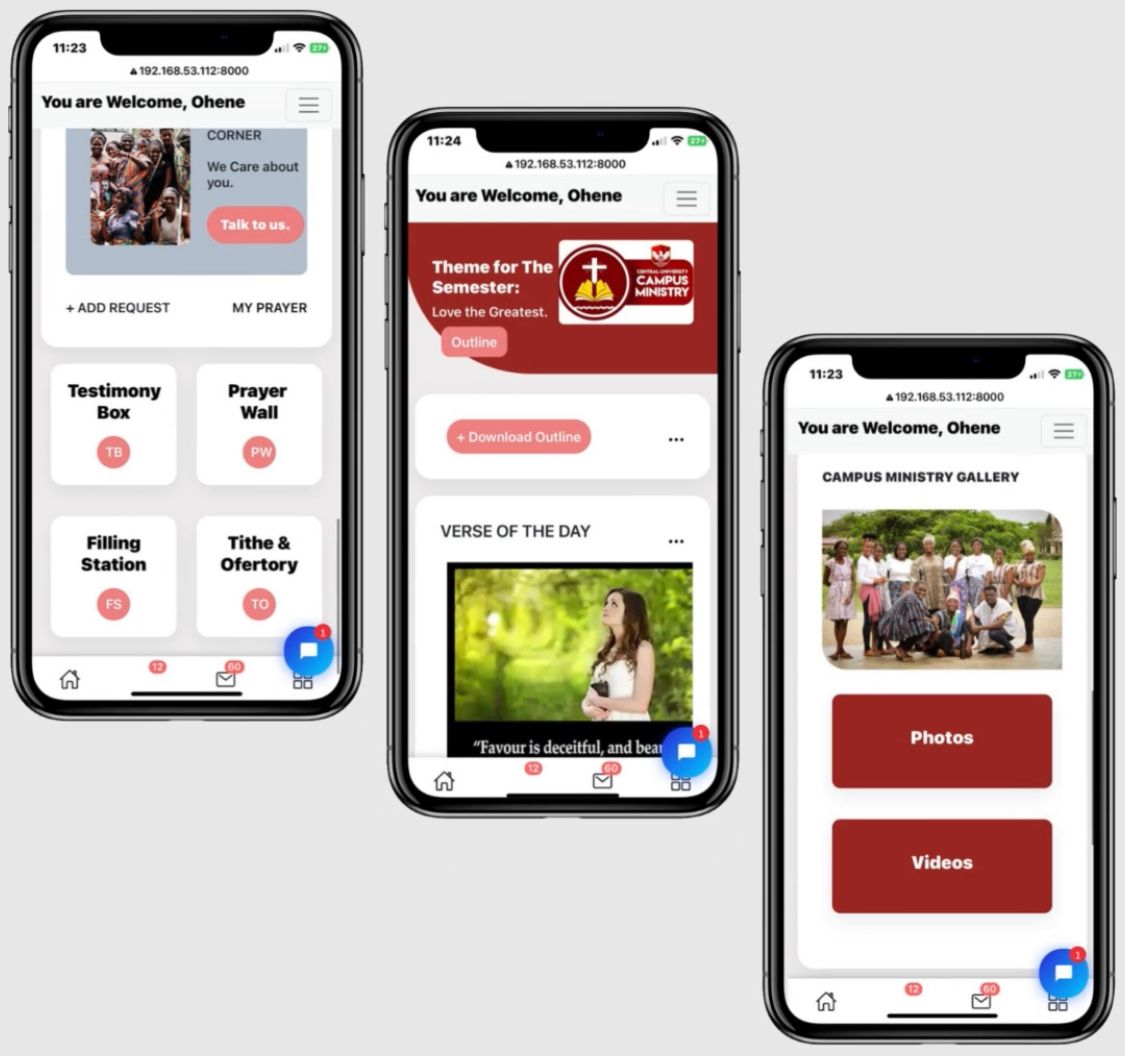 11:23
27+
192.168.53.112:8000
You are Welcome, Ohene
CORNER
We Care about
you.
Talk to us.
+ ADD REQUEST
MY PRAYER
Testimony
Box
TB
Prayer
Wall
PW
Filling
Station
FS
Tithe &
Ofertory
TO
1
12
60
11:24
27+
192.168.53.112:8000
You are Welcome, Ohene
Theme for The
Semester:
Love the Greatest.
Outline
CENTRAL UNIVERSITY
CAMPUS
MINISTRY
+ Download Outline
...
VERSE OF THE DAY
...
“Favour is deceitful, and beau
1
12
60
11:23
27+
192.168.53.112:8000
You are Welcome, Ohene
CAMPUS MINISTRY GALLERY
Photos
Videos
1
12
60